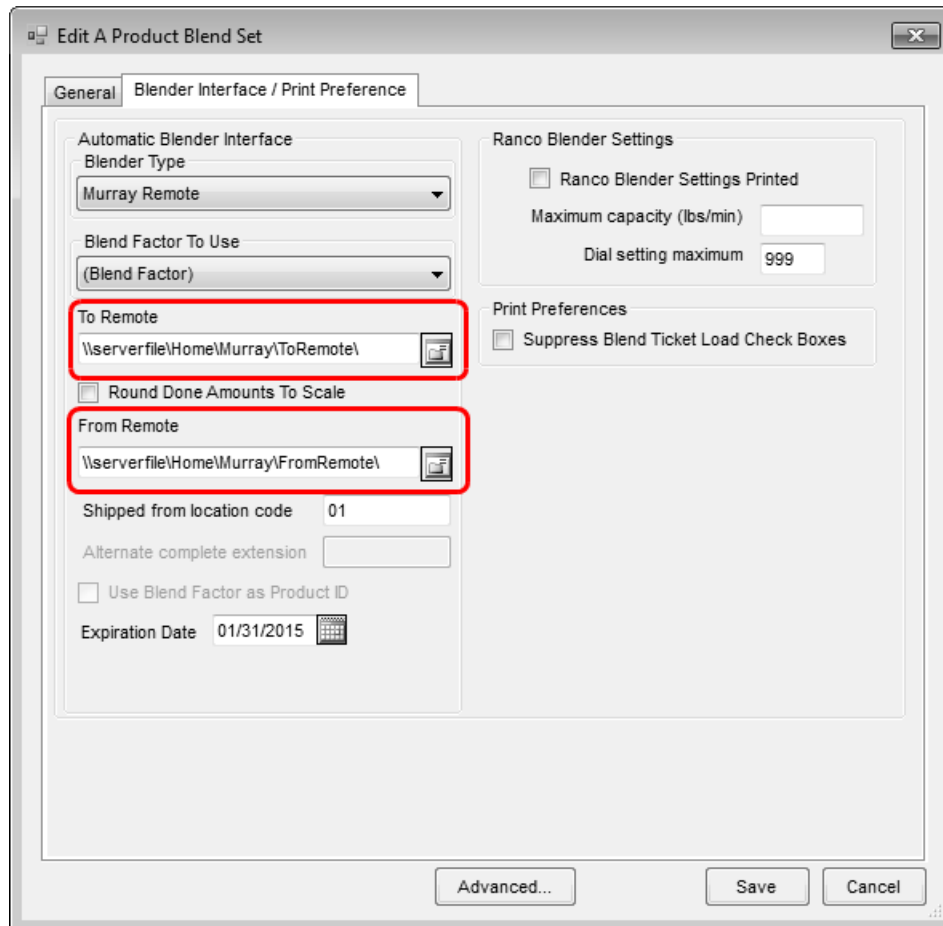 Edit A Product Blend Set
General
Blender Interface / Print Preference
Automatic Blender Interface
Blender Type
Murray Remote
Blend Factor To Use
(Blend Factor)
To Remote
\\serverfile\Home\Murray\ToRemote\
Round Done Amounts To Scale
From Remote
\\serverfile\Home\Murray\FromRemote\
Shipped from location code 01
Alternate complete extension
Use Blend Factor as Product ID
Expiration Date 01/31/2015
Ranco Blender Settings
Ranco Blender Settings Printed
Maximum capacity (lbs/min)
Dial setting maximum 999
Print Preferences
Suppress Blend Ticket Load Check Boxes
Advanced...
Save
Cancel